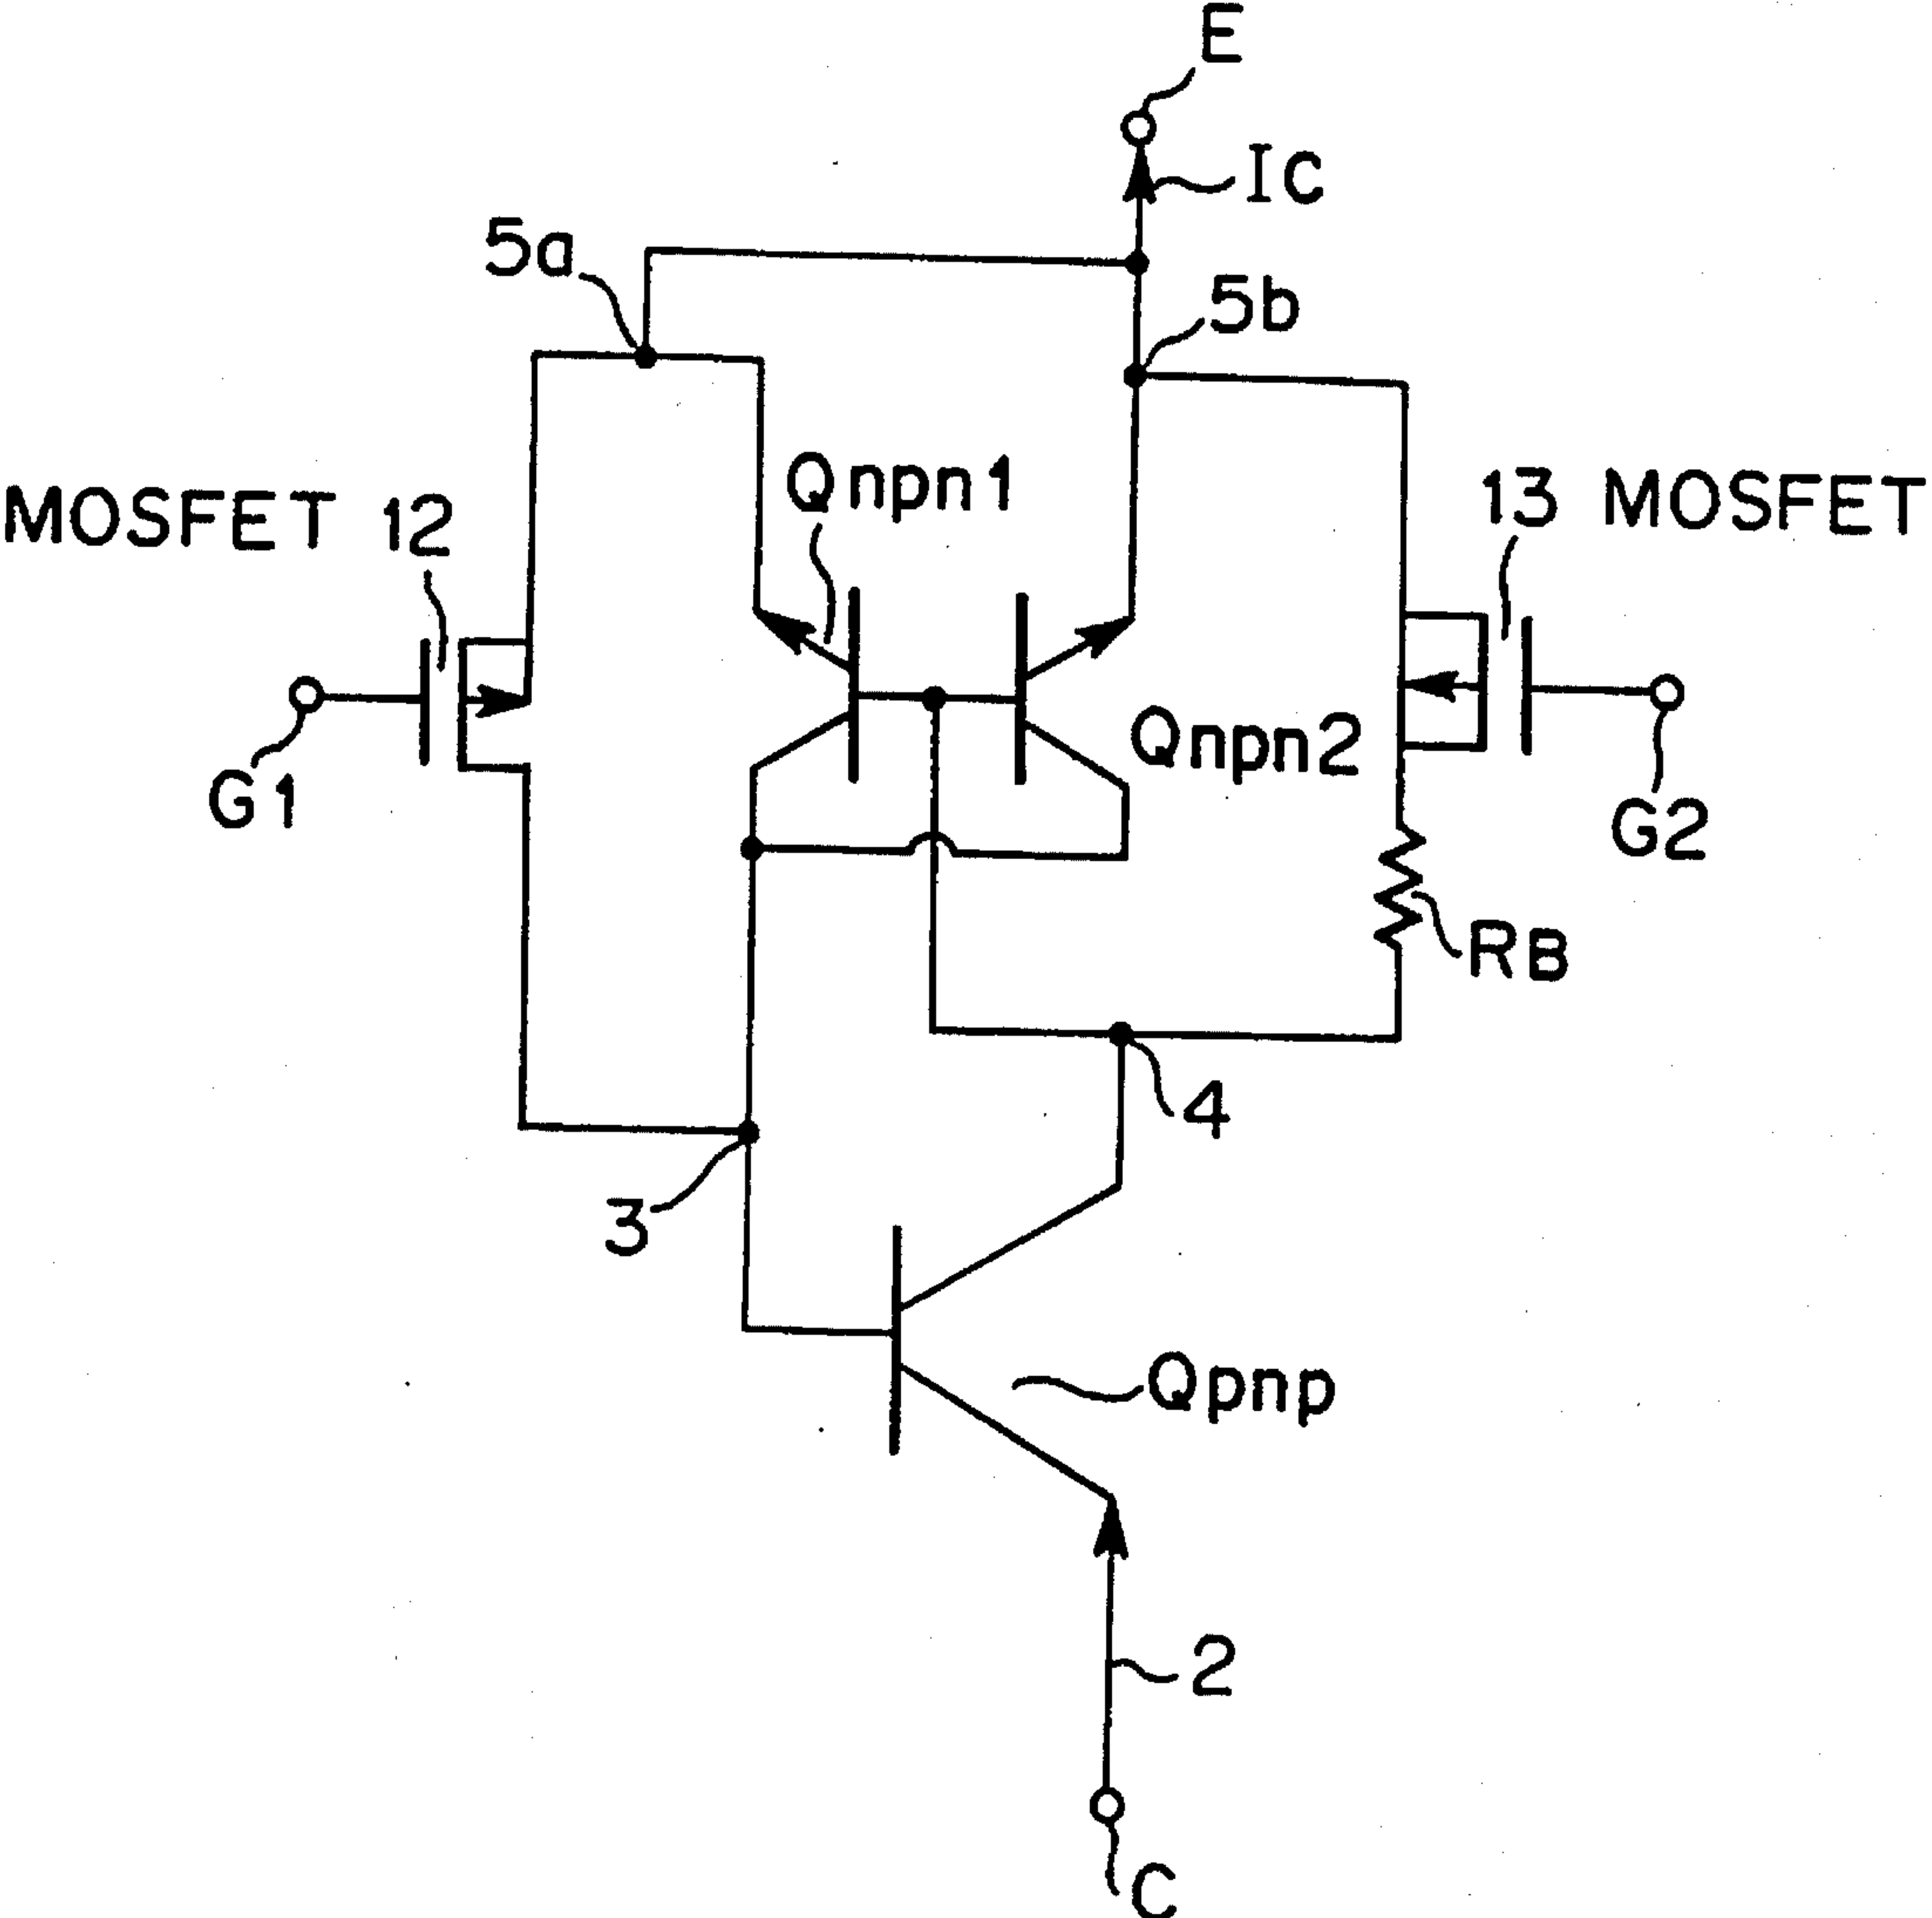 E
IC
5a
5b
Qnpn1
MOSFET 12
13 MOSFET
Qnpn2
G1
G2
RB
4
3
Qpnp
2
C